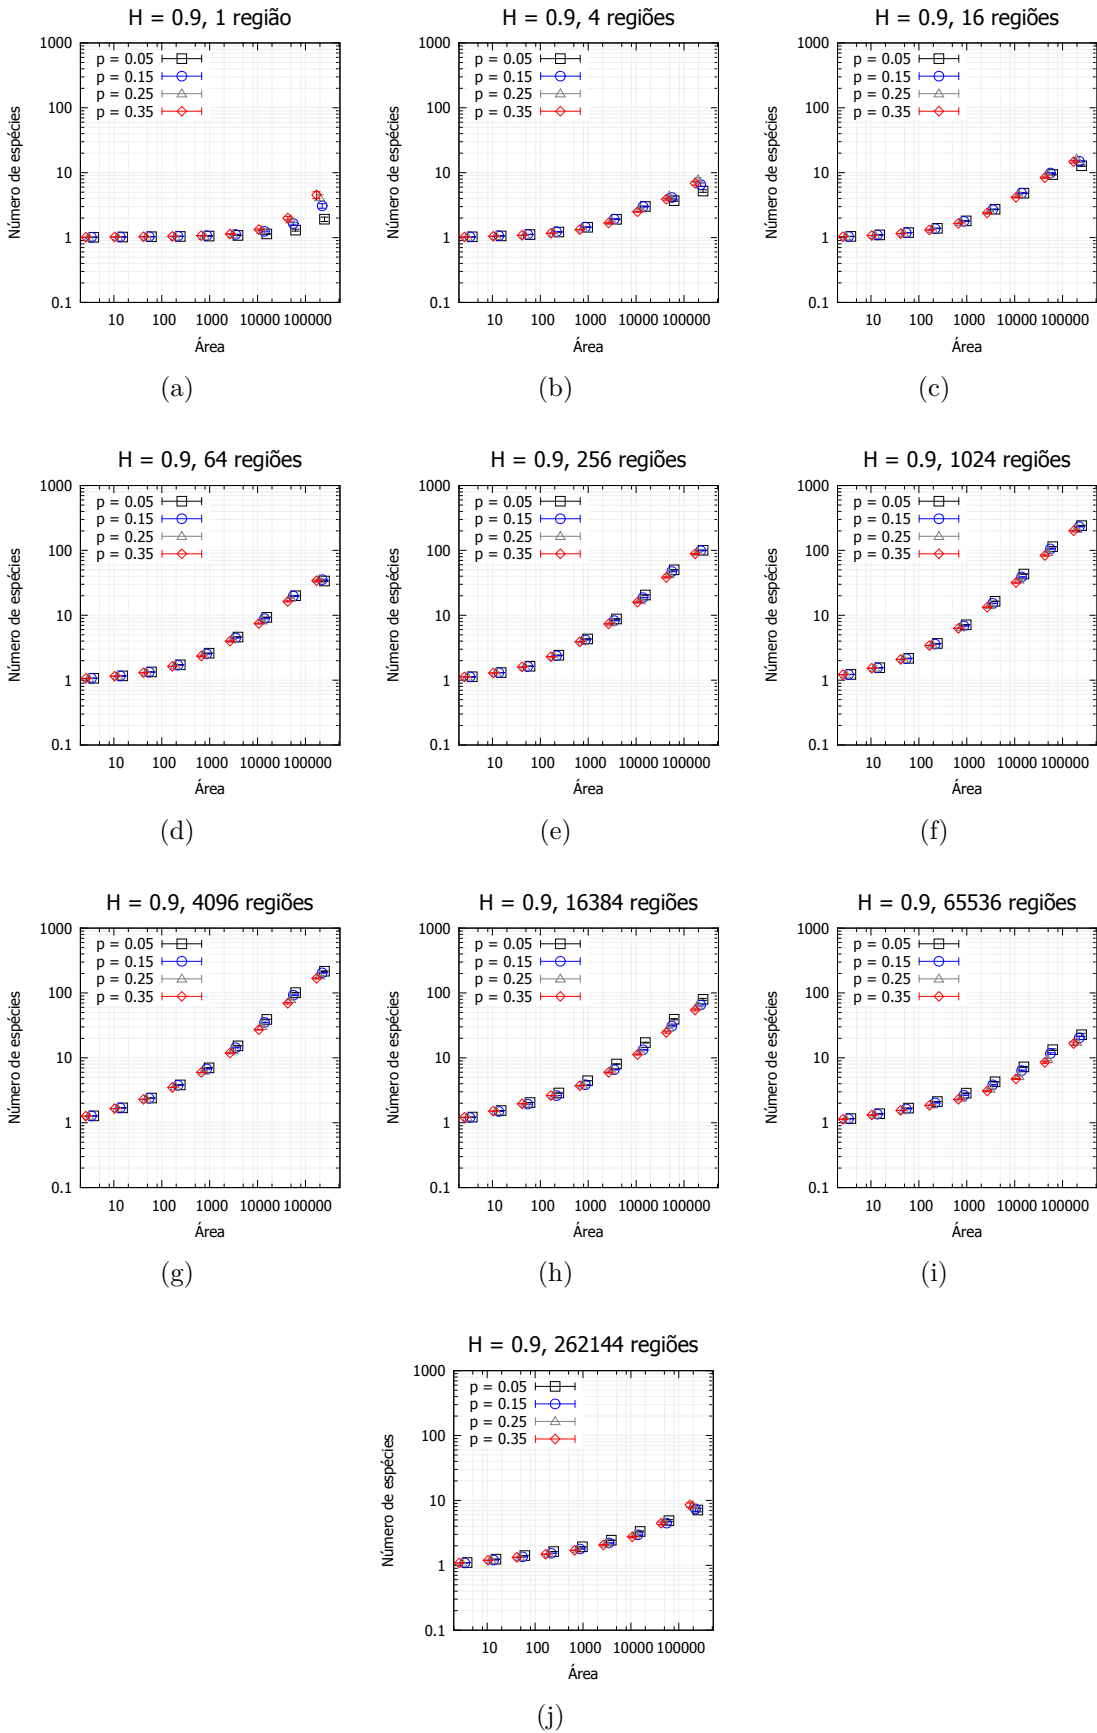 H = 0.9, 1 região
1000
100
10
1
0.1
Número de espécies
p = 0.05
p = 0.15
p = 0.25
p = 0.35
10 100 1000 10000 100000
Área
(a)
H = 0.9, 4 regiões
1000
100
10
1
0.1
Número de espécies
p = 0.05
p = 0.15
p = 0.25
p = 0.35
10 100 1000 10000 100000
Área
(b)
H = 0.9, 16 regiões
1000
100
10
1
0.1
Número de espécies
p = 0.05
p = 0.15
p = 0.25
p = 0.35
10 100 1000 10000 100000
Área
(c)
H = 0.9, 64 regiões
1000
100
10
1
0.1
Número de espécies
p = 0.05
p = 0.15
p = 0.25
p = 0.35
10 100 1000 10000 100000
Área
(d)
H = 0.9, 256 regiões
1000
100
10
1
0.1
Número de espécies
p = 0.05
p = 0.15
p = 0.25
p = 0.35
10 100 1000 10000 100000
Área
(e)
H = 0.9, 1024 regiões
1000
100
10
1
0.1
Número de espécies
p = 0.05
p = 0.15
p = 0.25
p = 0.35
10 100 1000 10000 100000
Área
(f)
H = 0.9, 4096 regiões
1000
100
10
1
0.1
Número de espécies
p = 0.05
p = 0.15
p = 0.25
p = 0.35
10 100 1000 10000 100000
Área
(g)
H = 0.9, 16384 regiões
1000
100
10
1
0.1
Número de espécies
p = 0.05
p = 0.15
p = 0.25
p = 0.35
10 100 1000 10000 100000
Área
(h)
H = 0.9, 65536 regiões
1000
100
10
1
0.1
Número de espécies
p = 0.05
p = 0.15
p = 0.25
p = 0.35
10 100 1000 10000 100000
Área
(i)
H = 0.9, 262144 regiões
1000
100
10
1
0.1
Número de espécies
p = 0.05
p = 0.15
p = 0.25
p = 0.35
10 100 1000 10000 100000
Área
(j)